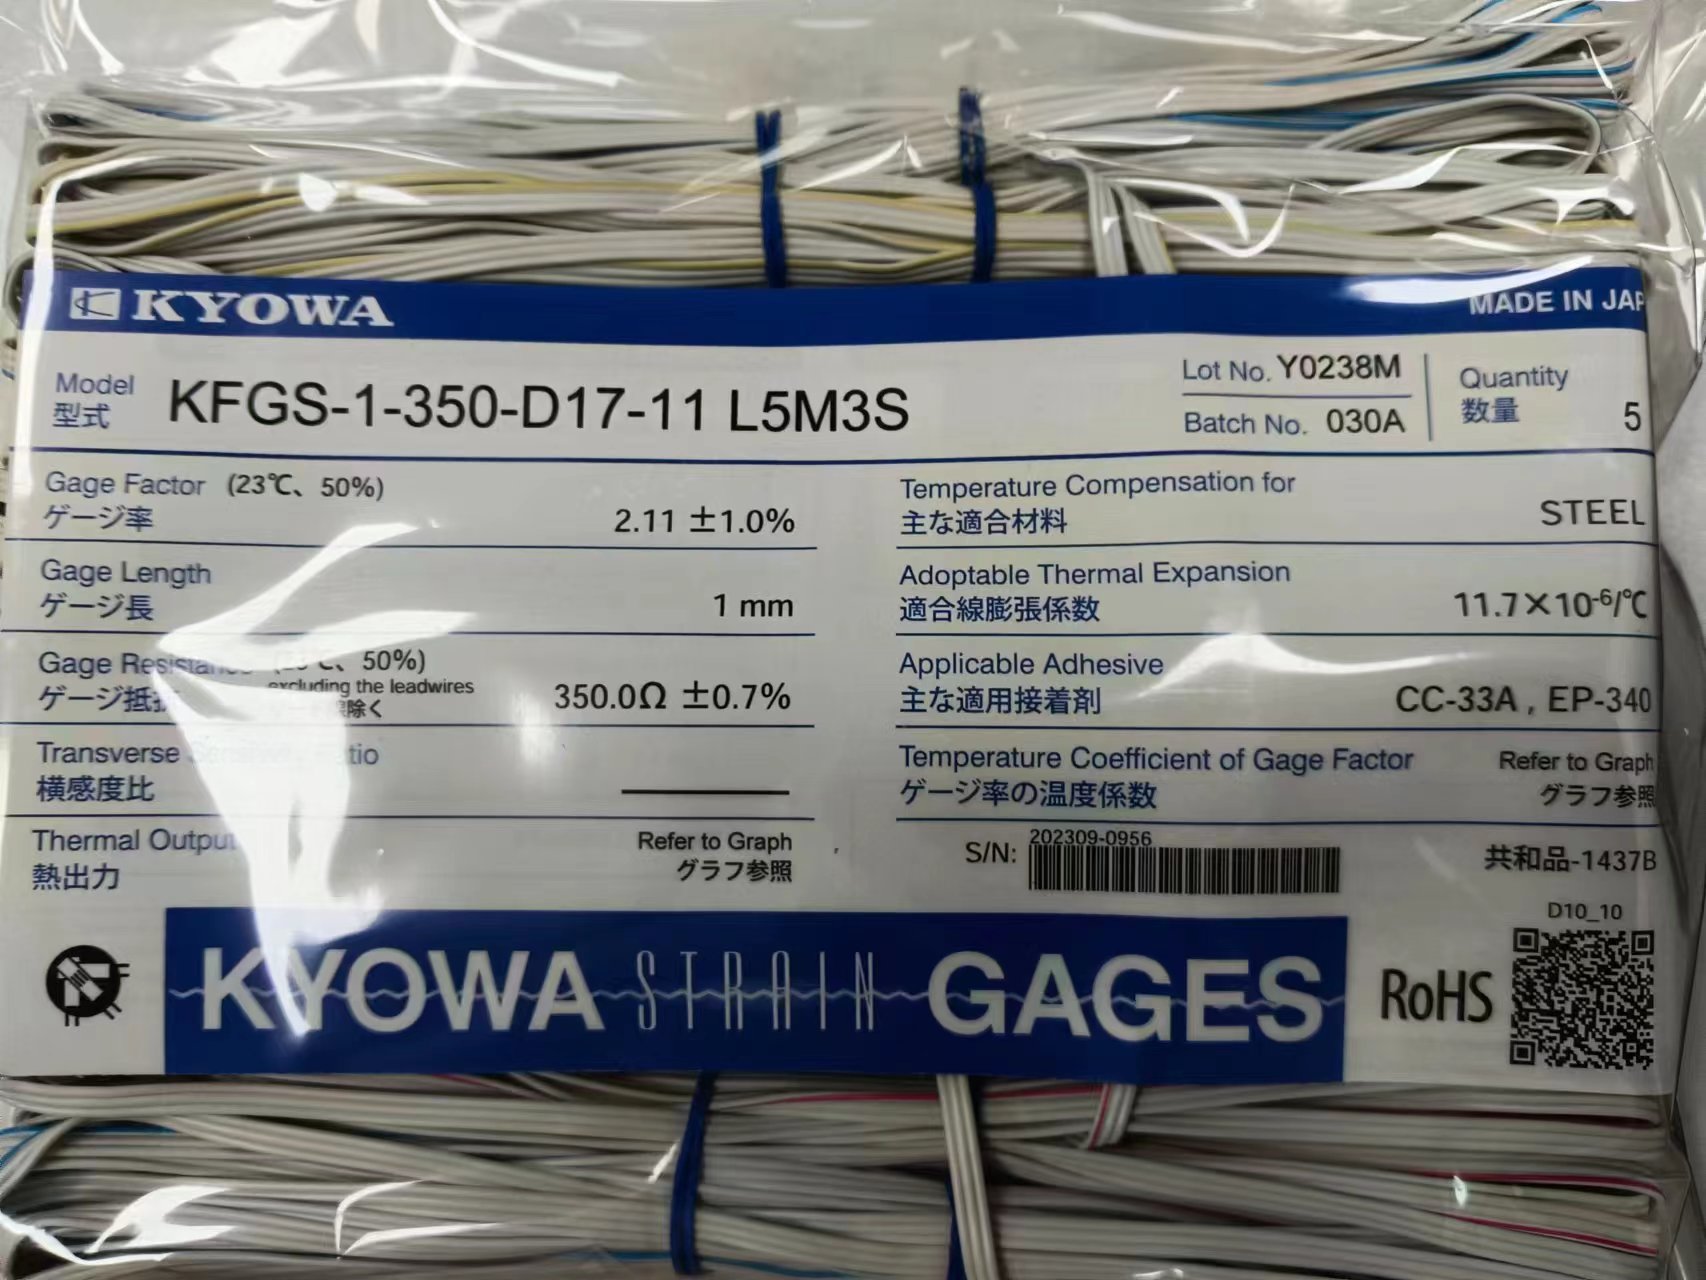 KYOWA
MADE IN JAP
Model KFGS-1-350-D17-11 L5M3S
型式
Lot No. Y0238M
Batch No. 030A
Quantity
数量 5
Gage Factor (23℃、50%)
ゲージ率 2.11 ±1.0%
Gage Length
ゲージ長 1 mm
Gage 50%)
excluding the leadwires
ゲージ 350.0Ω ±0.7%
除く
Transverse
横感度比
Thermal Output Refer to Graph
熱出力 グラフ参照
Temperature Compensation for
主な適合材料 STEEL
Adoptable Thermal Expansion
適合線膨張係数 11.7×10-6/℃
Applicable Adhesive
主な適用接着剤 CC-33A , EP-340
Temperature Coefficient of Gage Factor Refer to Graph
ゲージ率の温度係数 グラフ参照
202309-0956
S/N:
共和品-1437B
D10_10
KYOWA STRAIN GAGES
RoHS